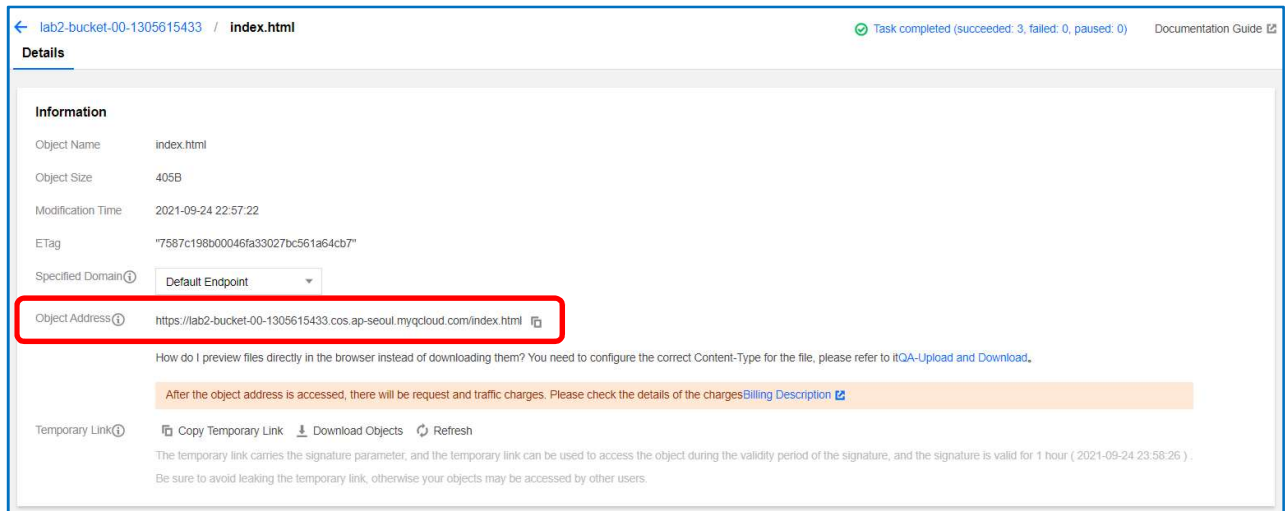 lab2-bucket-00-1305615433 / index.html
Task completed (succeeded: 3, failed: 0, paused: 0)
Documentation Guide
Details
Information
Object Name index.html
Object Size 405B
Modification Time 2021-09-24 22:57:22
ETag "7587c198b00046fa33027bc561a64cb7"
Specified Domain Default Endpoint
Object Address https://lab2-bucket-00-1305615433.cos.ap-seoul.myqcloud.com/index.html
How do I preview files directly in the browser instead of downloading them? You need to configure the correct Content-Type for the file, please refer to itQA-Upload and Download。
After the object address is accessed, there will be request and traffic charges. Please check the details of the chargesBilling Description
Temporary Link Copy Temporary Link Download Objects Refresh
The temporary link carries the signature parameter, and the temporary link can be used to access the object during the validity period of the signature, and the signature is valid for 1 hour ( 2021-09-24 23:58:26 ) .
Be sure to avoid leaking the temporary link, otherwise your objects may be accessed by other users.